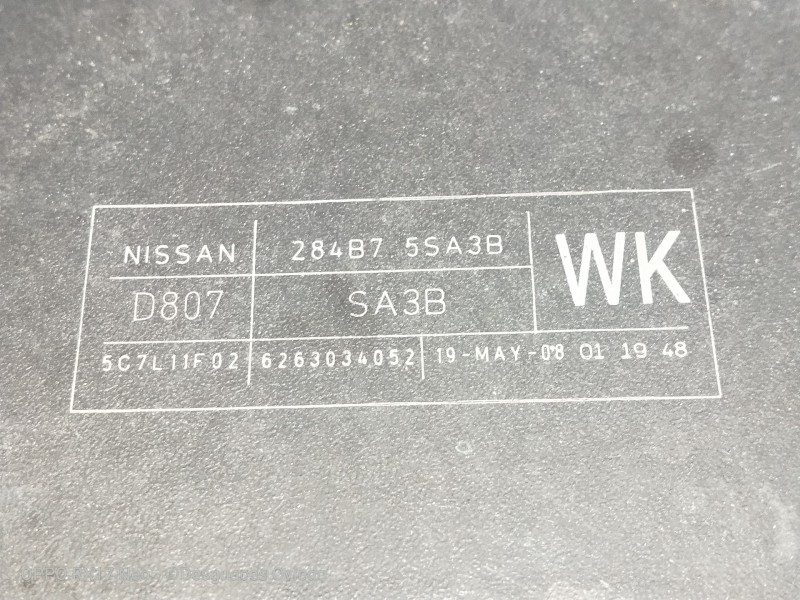 NISSAN 284B7 5SA3B WK
D807 SA3B
5C7L11F02 6263034052 19-MAY-08 01 19 48